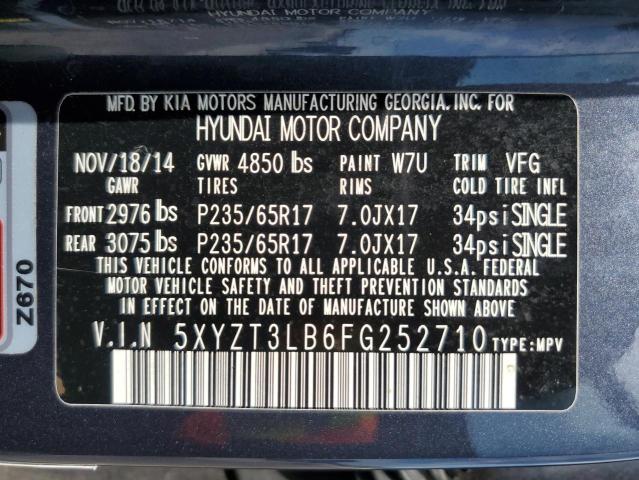 MFD. BY KIA MOTORS MANUFACTURING GEORGIA, INC. FOR
HYUNDAI MOTOR COMPANY
NOV/18/14 GVWR 4850 lbs PAINT W7U TRIM VFG
GAWR TIRES RIMS COLD TIRE INFL
FRONT 2976 lbs P235/65R17 7.0JX17 34psi SINGLE
REAR 3075 lbs P235/65R17 7.0JX17 34psi SINGLE
THIS VEHICLE CONFORMS TO ALL APPLICABLE U.S.A. FEDERAL
MOTOR VEHICLE SAFETY AND THEFT PREVENTION STANDARDS
IN EFFECT ON THE DATE OF MANUFACTURE SHOWN ABOVE.
V.I.N 5XYZT3LB6FG252710 TYPE:MPV
Z670